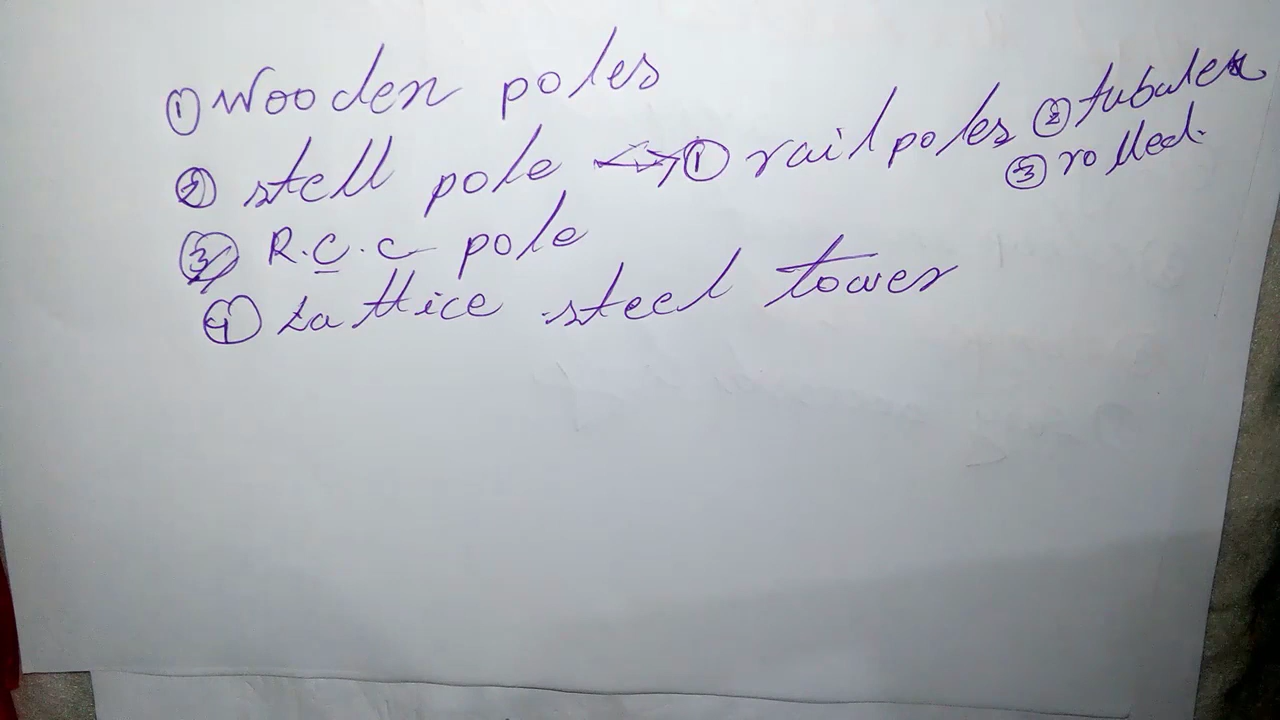 ① Wooden poles
② stell pole <-> ① rail poles ② tubuler
③ rolled.
③ R.C.C pole
④ Lattice steel tower